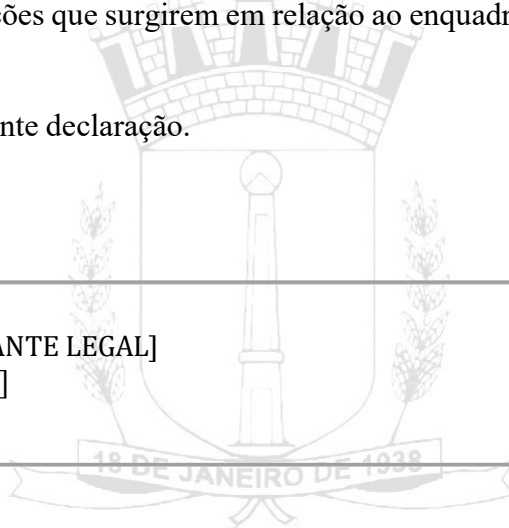 ções que surgirem em relação ao enquadr
nte declaração.
ANTE LEGAL]
]
18 DE JANEIRO DE 1938